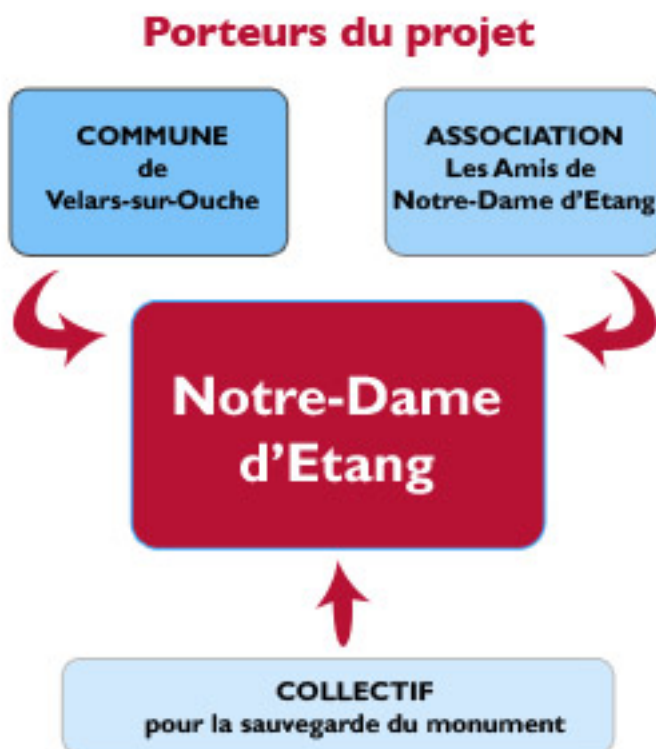 Porteurs du projet
COMMUNE
de
Velars-sur-Ouche
ASSOCIATION
Les Amis de
Notre-Dame d'Etang
Notre-Dame
d'Etang
COLLECTIF
pour la sauvegarde du monument